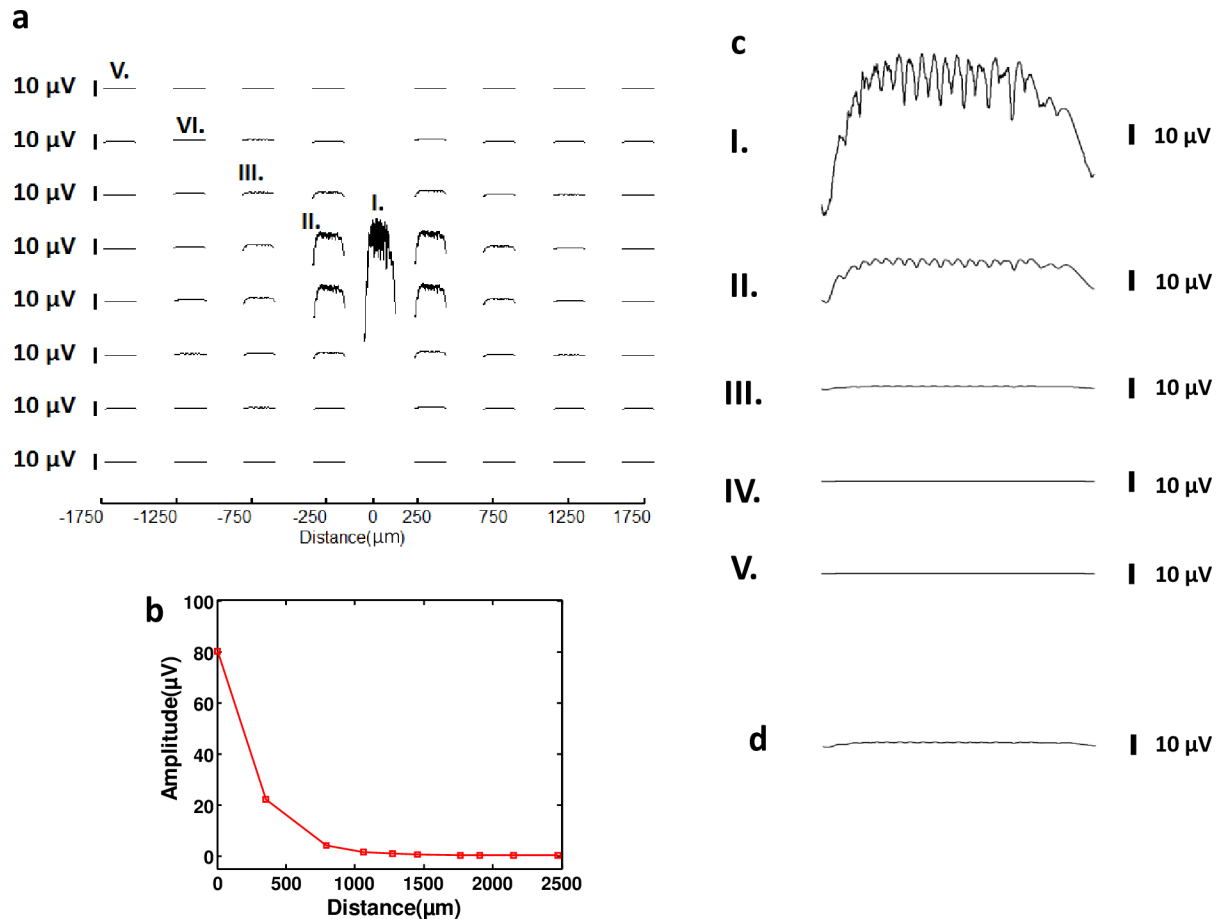 a
V.
10 µV
VI.
10 µV
III.
10 µV
I.
II.
10 µV
10 µV
10 µV
10 µV
10 µV
-1750 -1250 -750 -250 0 250 750 1250 1750
Distance(µm)
b
100
80
60
40
20
0
Amplitude(µV)
0 500 1000 1500 2000 2500
Distance(µm)
c
I. 10 µV
II. 10 µV
III. 10 µV
IV. 10 µV
V. 10 µV
d 10 µV